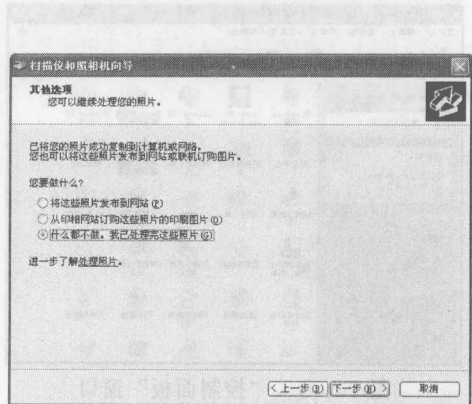 扫描仪和照相机向导
其他选项
您可以继续处理您的照片。
已将您的照片成功复制到计算机或网络。
您也可以将这些照片发布到网站或联机订购图片。
您要做什么?
将这些照片发布到网站(P)
从印相网站订购这些照片的印刷图片(O)
什么都不做。我已处理完这些照片(G)
进一步了解处理照片。
<上一步(B) 下一步(N)> 取消